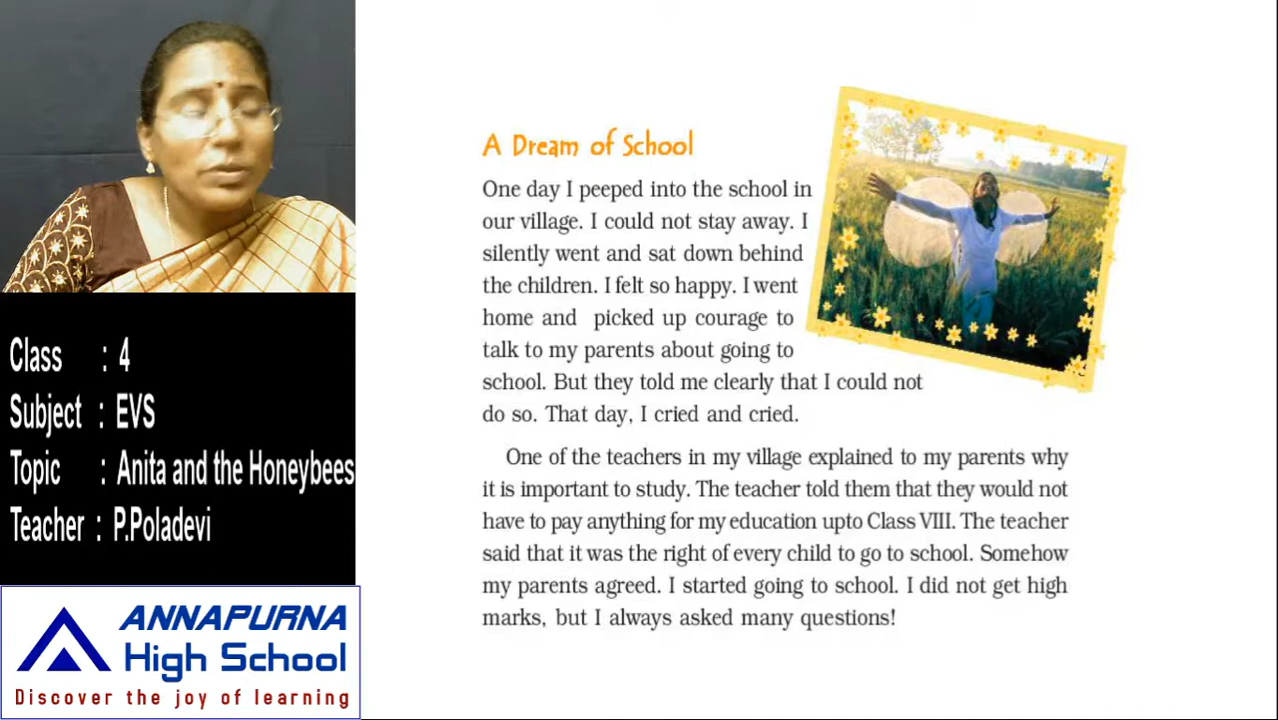 A Dream of School
One day I peeped into the school in
our village. I could not stay away. I
silently went and sat down behind
the children. I felt so happy. I went
home and picked up courage to
talk to my parents about going to
school. But they told me clearly that I could not
do so. That day, I cried and cried.
One of the teachers in my village explained to my parents why
it is important to study. The teacher told them that they would not
have to pay anything for my education upto Class VIII. The teacher
said that it was the right of every child to go to school. Somehow
my parents agreed. I started going to school. I did not get high
marks, but I always asked many questions!
Class : 4
Subject : EVS
Topic : Anita and the Honeybees
Teacher : P.Poladevi
ANNAPURNA
High School
Discover the joy of learning